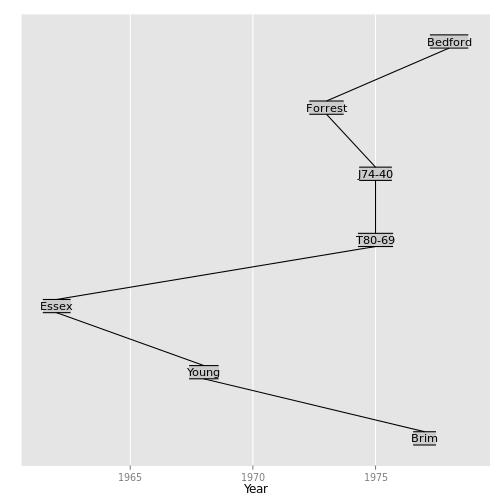 Bedford
Forrest
J74-40
T80-69
Essex
Young
Brim
1965 1970 1975
Year